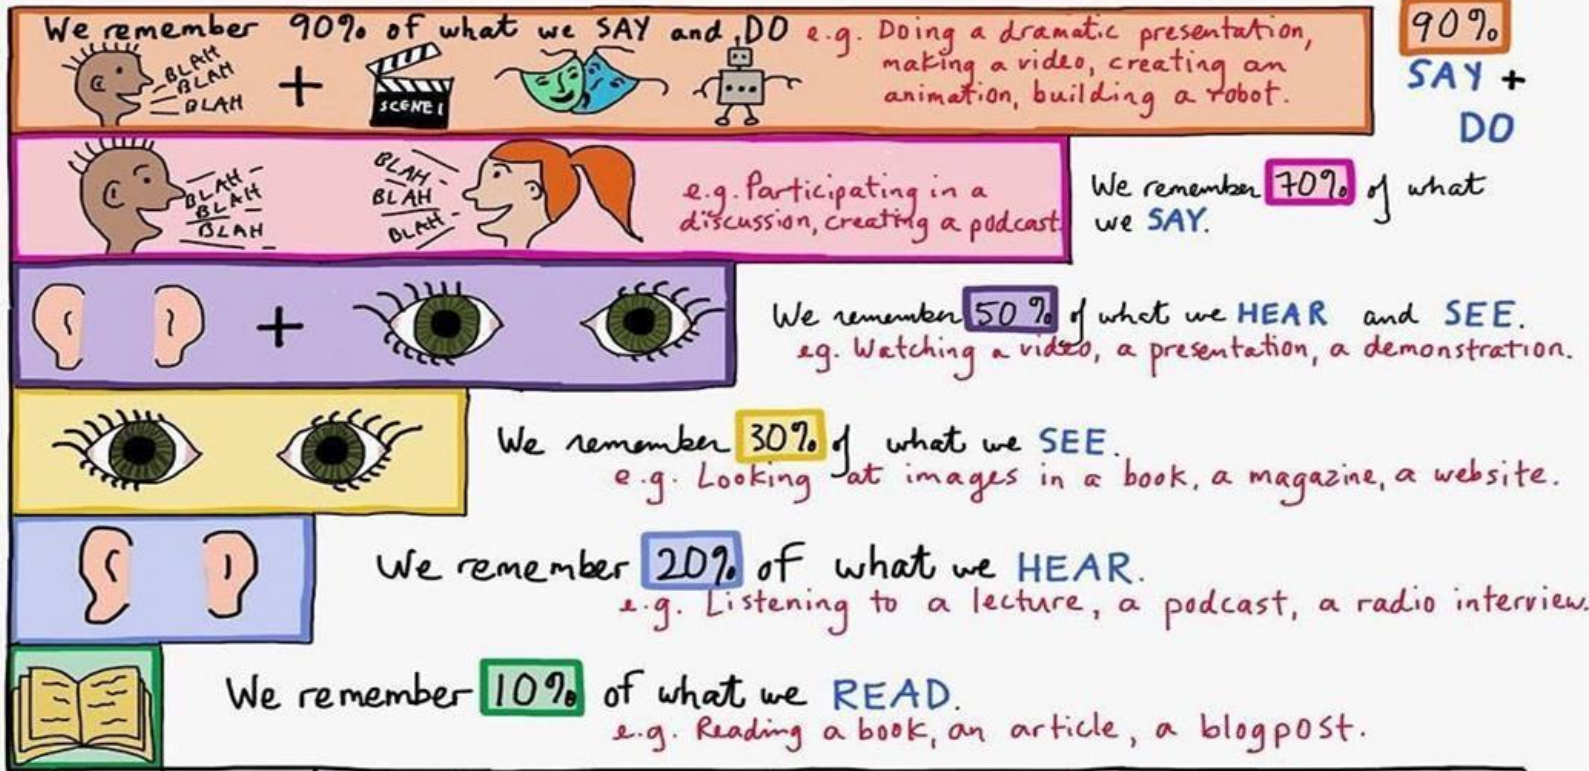 We remember 90% of what we SAY and DO e.g. Doing a dramatic presentation,
making a video, creating an
animation, building a robot.
BLAH
BLAH
BLAH
+
SCENE 1
90%
SAY +
DO
BLAH
BLAH
BLAH
BLAH
BLAH
BLAH
e.g. Participating in a
discussion, creating a podcast
We remember 70% of what
we SAY.
+
We remember 50% of what we HEAR and SEE.
eg. Watching a video, a presentation, a demonstration.
We remember 30% of what we SEE.
e.g. Looking at images in a book, a magazine, a website.
We remember 20% of what we HEAR.
e.g. Listening to a lecture, a podcast, a radio interview.
We remember 10% of what we READ.
e.g. Reading a book, an article, a blogpost.